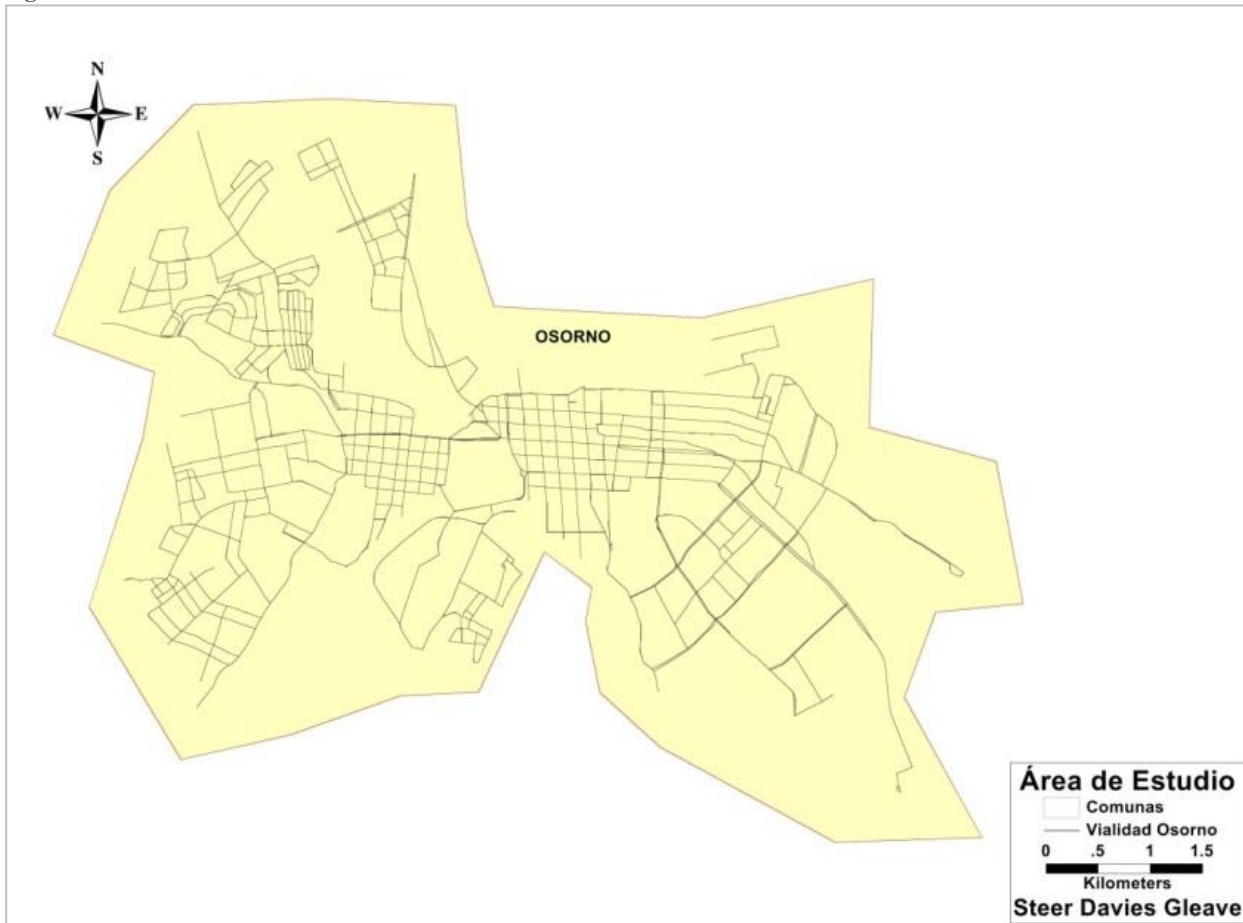 N
W E
S
OSORNO
Área de Estudio
Comunas
Vialidad Osorno
0 .5 1 1.5
Kilometers
Steer Davies Gleave